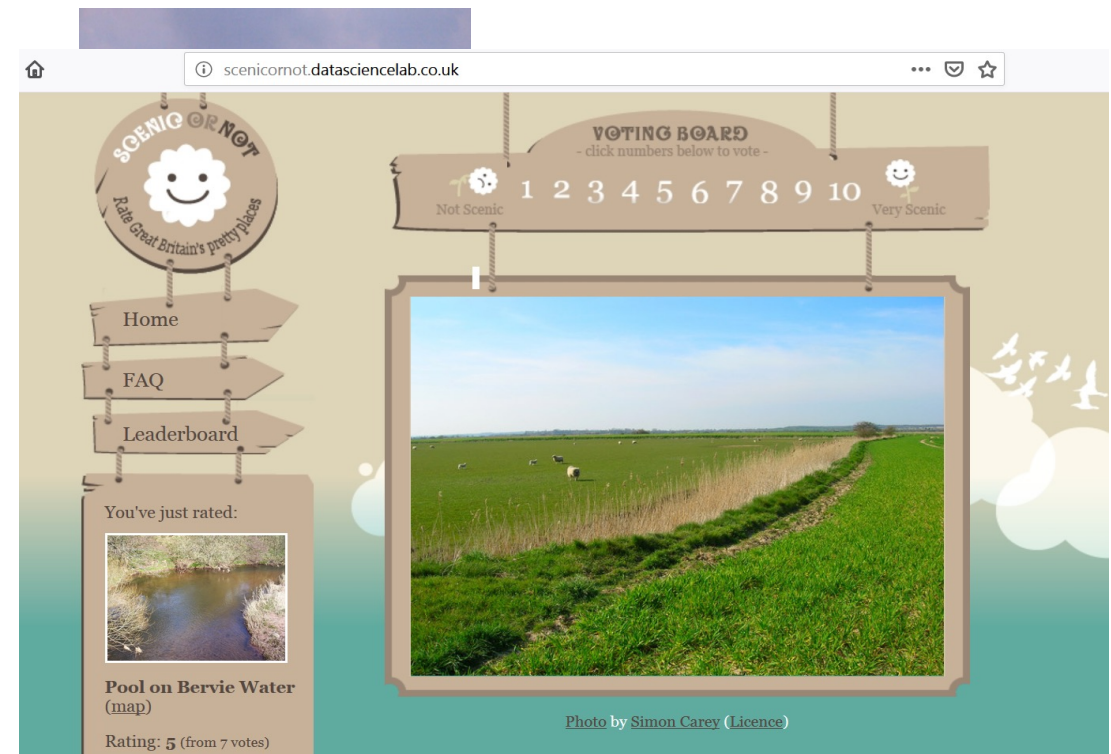 scenicornot.datasciencelab.co.uk
SCENIC OR NOT
Rate Great Britain's pretty places
VOTING BOARD
- click numbers below to vote -
1 2 3 4 5 6 7 8 9 10
Not Scenic
Very Scenic
Home
FAQ
Leaderboard
You've just rated:
Pool on Bervie Water
(map)
Rating: 5 (from 7 votes)
Photo by Simon Carey (Licence)